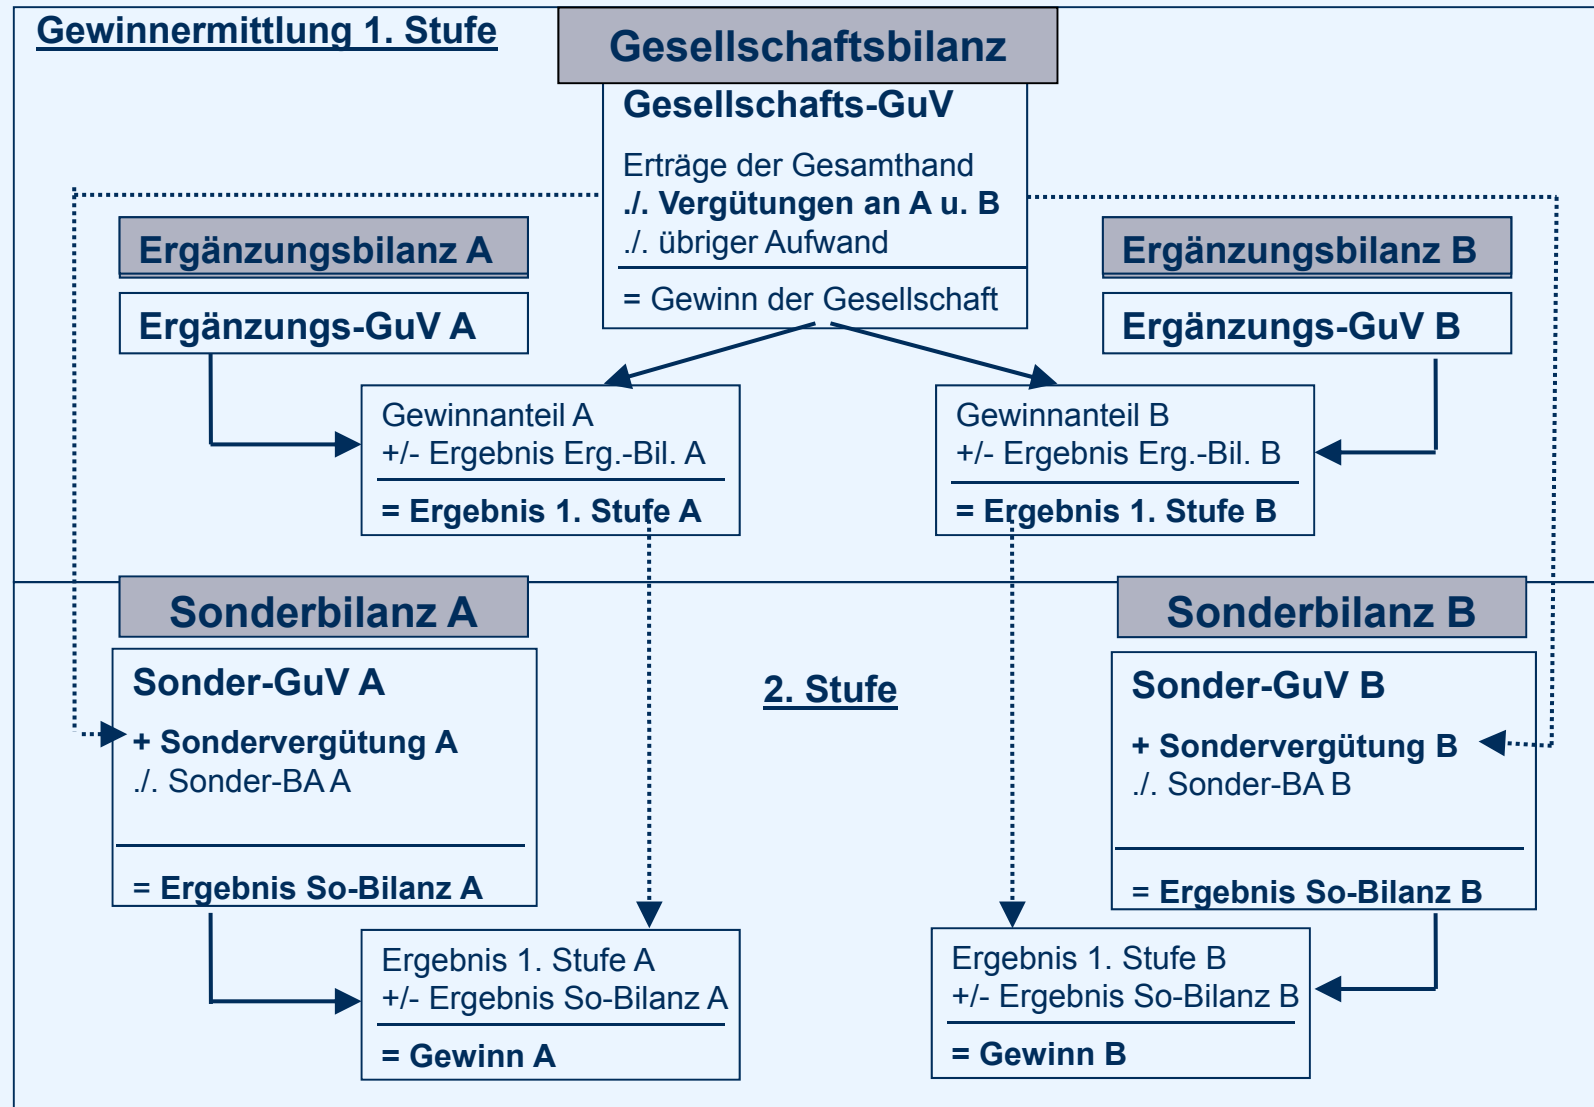 Gewinnermittlung 1. Stufe
Gesellschaftsbilanz
Gesellschafts-GuV
Erträge der Gesamthand
./. Vergütungen an A u. B
./. übriger Aufwand
= Gewinn der Gesellschaft
Ergänzungsbilanz A
Ergänzungs-GuV A
Ergänzungsbilanz B
Ergänzungs-GuV B
Gewinnanteil A
+/- Ergebnis Erg.-Bil. A
= Ergebnis 1. Stufe A
Gewinnanteil B
+/- Ergebnis Erg.-Bil. B
= Ergebnis 1. Stufe B
Sonderbilanz A
Sonder-GuV A
+ Sondervergütung A
./. Sonder-BA A
= Ergebnis So-Bilanz A
2. Stufe
Sonderbilanz B
Sonder-GuV B
+ Sondervergütung B
./. Sonder-BA B
= Ergebnis So-Bilanz B
Ergebnis 1. Stufe A
+/- Ergebnis So-Bilanz A
= Gewinn A
Ergebnis 1. Stufe B
+/- Ergebnis So-Bilanz B
= Gewinn B